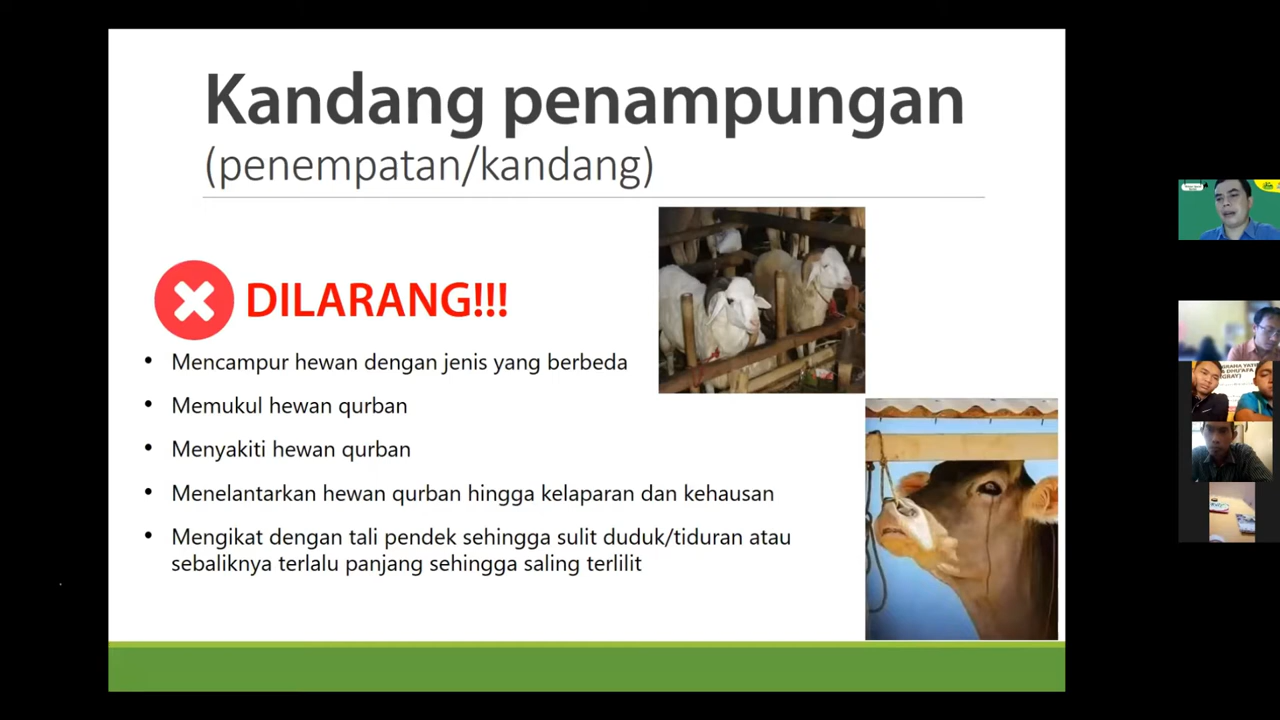 Kandang penampungan
(penempatan/kandang)
DILARANG!!!
• Mencampur hewan dengan jenis yang berbeda
• Memukul hewan qurban
• Menyakiti hewan qurban
• Menelantarkan hewan qurban hingga kelaparan dan kehausan
• Mengikat dengan tali pendek sehingga sulit duduk/tiduran atau
sebaliknya terlalu panjang sehingga saling terlilit